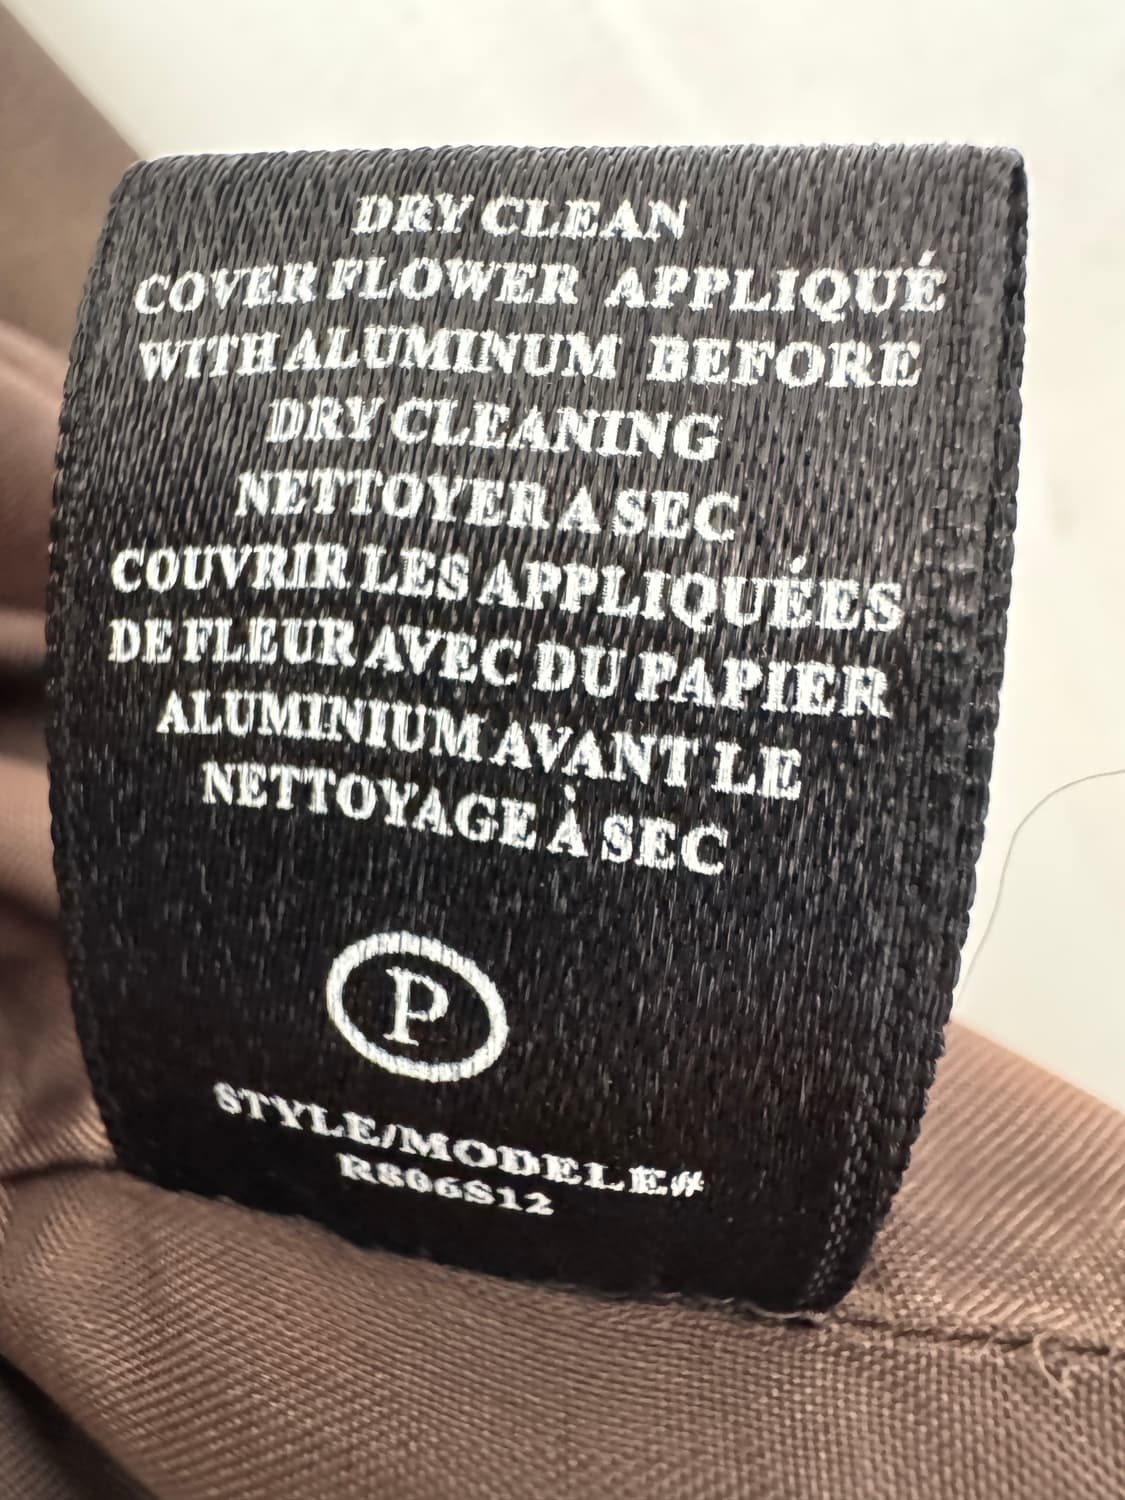 DRY CLEAN
COVER FLOWER APPLIQUÉ
WITH ALUMINUM BEFORE
DRY CLEANING
NETTOYER A SEC
COUVRIR LES APPLIQUÉES
DE FLEUR AVEC DU PAPIER
ALUMINIUM AVANT LE
NETTOYAGE À SEC
P
STYLE/MODELE#
R806S12